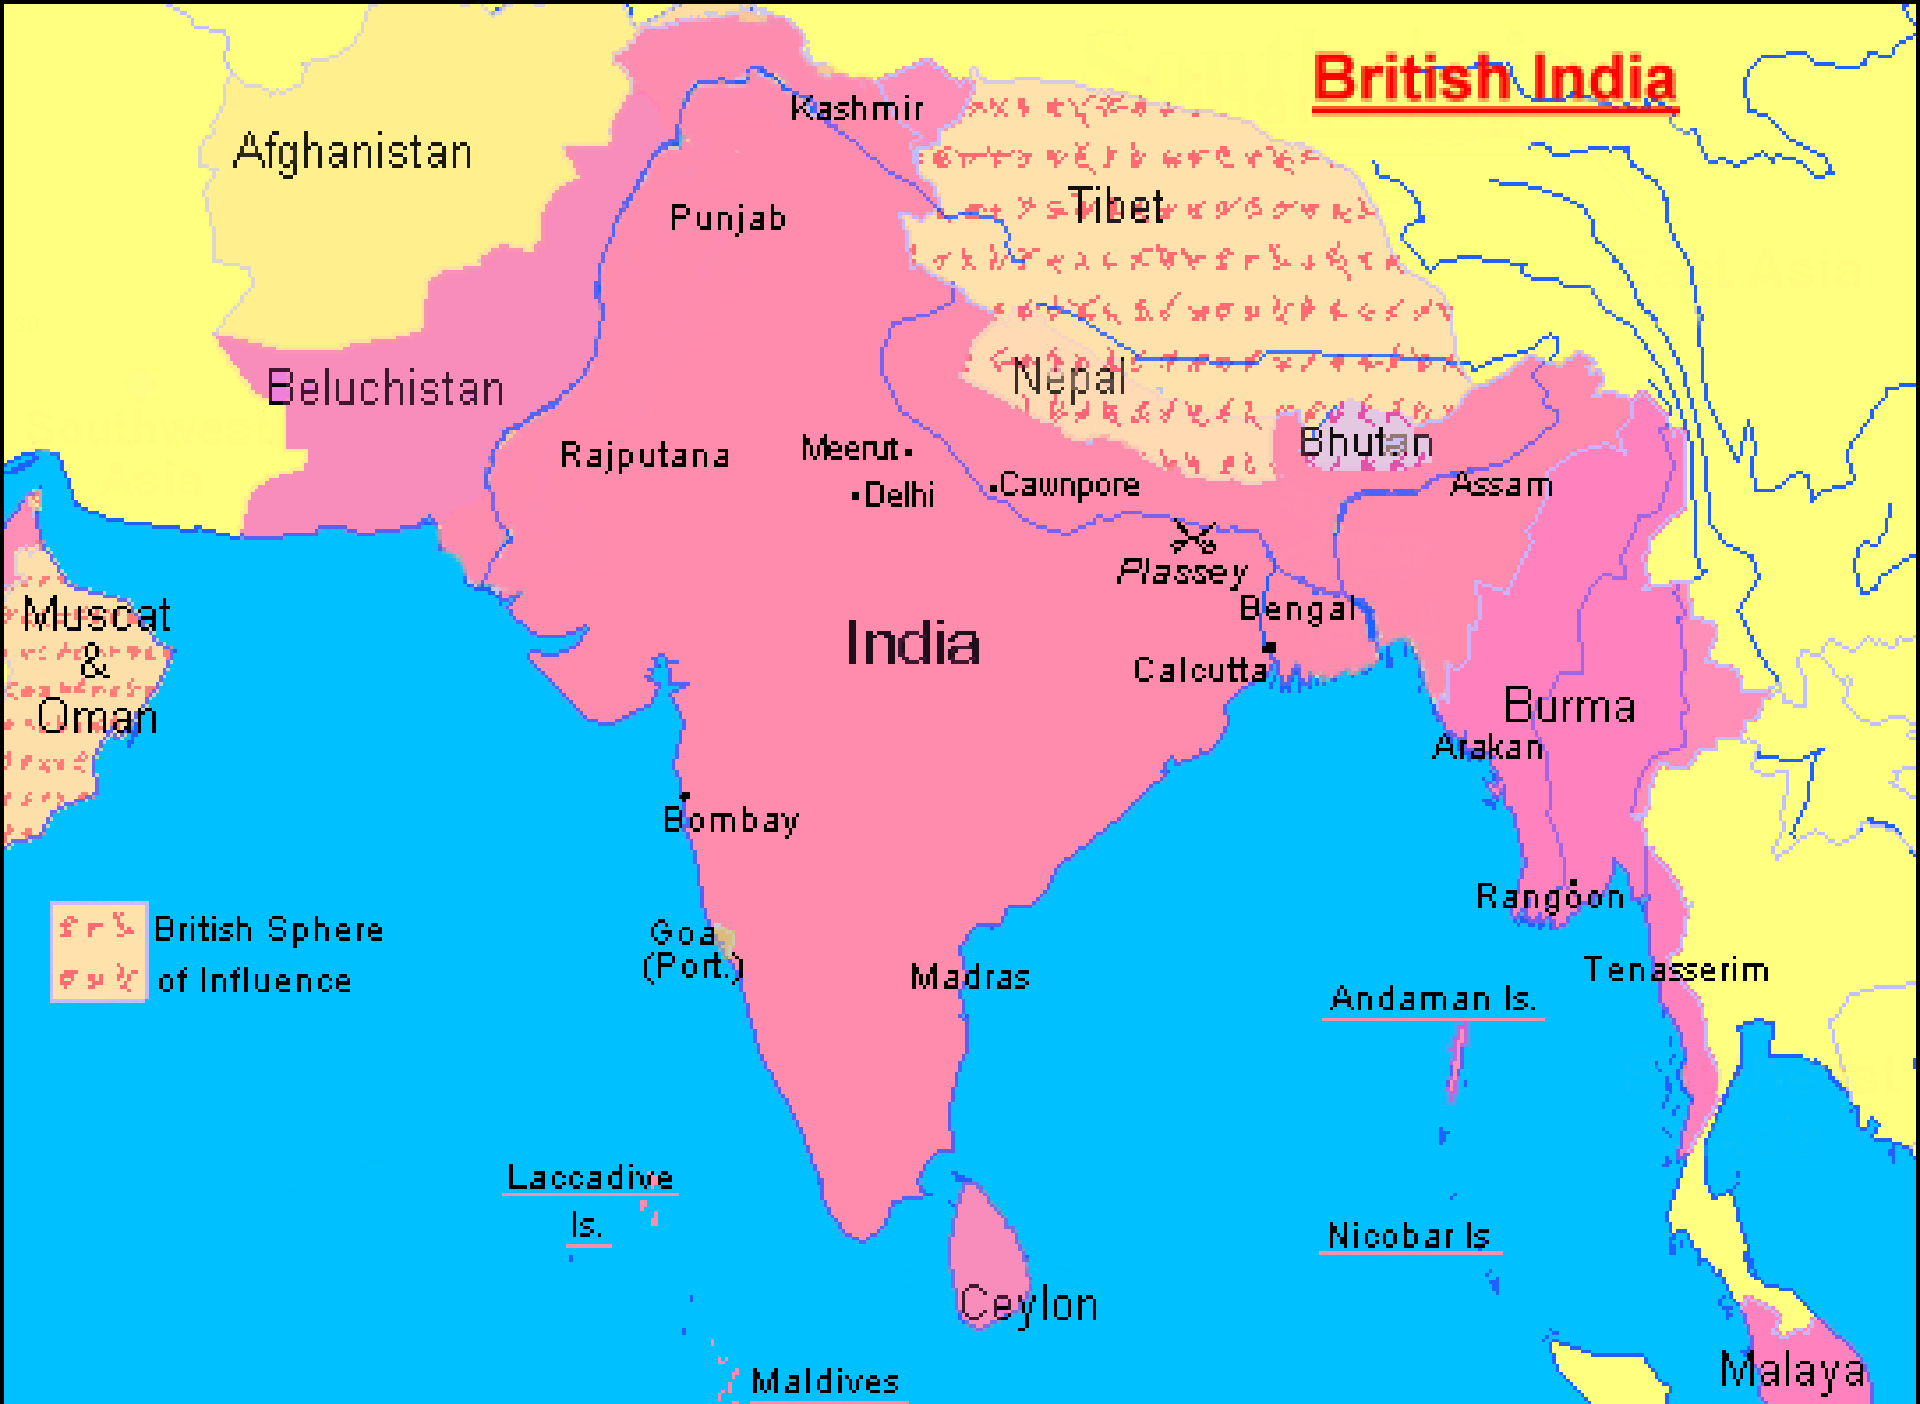 British India
Kashmir
Afghanistan
Tibet
Punjab
Nepal
Beluchistan
Bhutan
Rajputana
Meerut
Delhi
Cawnpore
Assam
Plassey
Bengal
Muscat
&
Oman
India
Calcutta
Burma
Arakan
Bombay
Rangoon
British Sphere
of Influence
Goa
(Port.)
Madras
Tenasserim
Andaman Is.
Laccadive
Is.
Nicobar Is
Ceylon
Maldives
Malaya